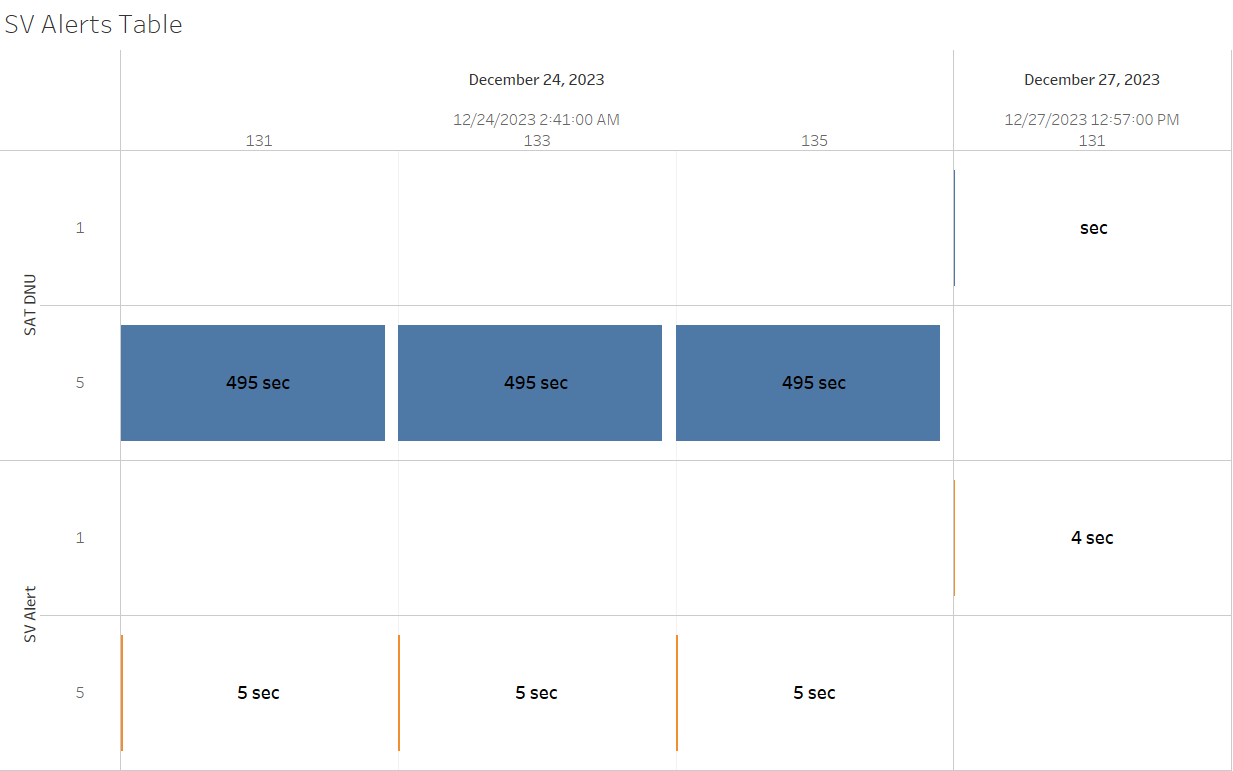 SV Alerts Table
December 24, 2023 December 27, 2023
12/24/2023 2:41:00 AM 12/27/2023 12:57:00 PM
131 133 135 131
SAT DNU
1 sec
5 495 sec 495 sec 495 sec
SV Alert
1 4 sec
5 5 sec 5 sec 5 sec